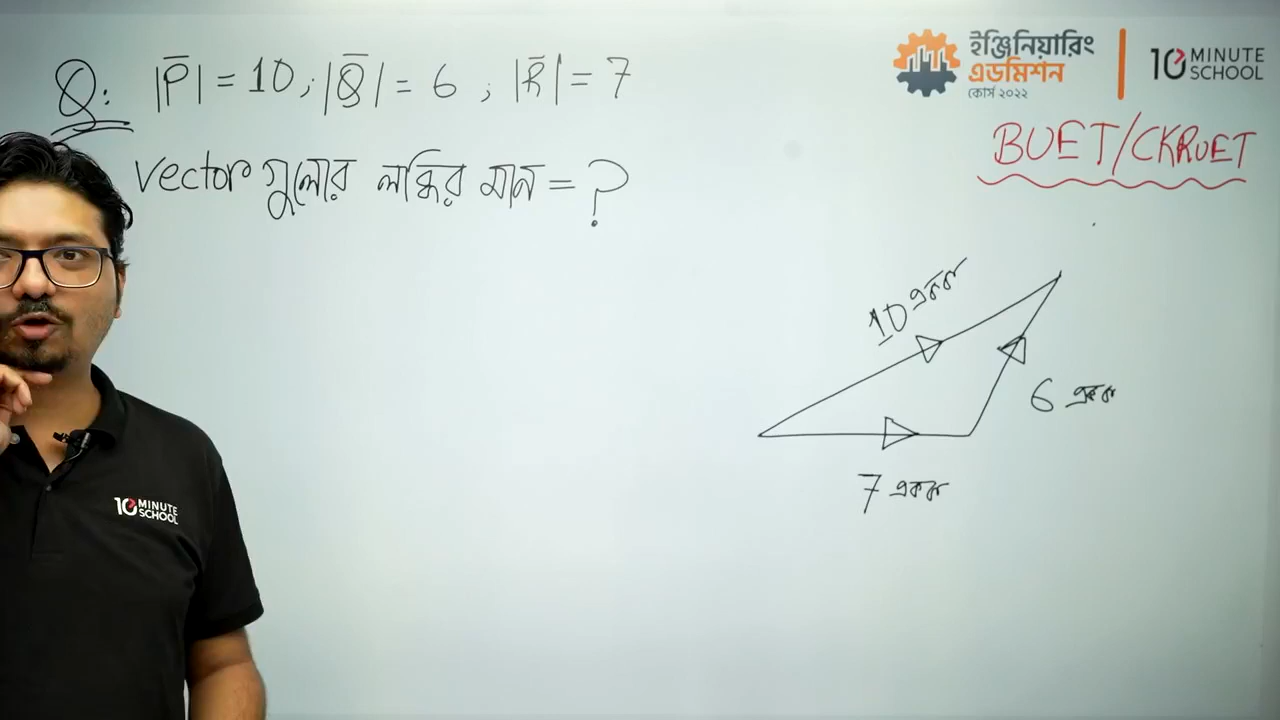 Q: |P̅| = 10 ; |Q̅| = 6 ; |R̅| = 7
vector গুলোর লব্ধির মান = ?
ইঞ্জিনিয়ারিং
এডমিশন
কোর্স ২০২২
10 MINUTE SCHOOL
BUET/CKRUET
10 একক
6 একক
7 একক
10 MINUTE SCHOOL